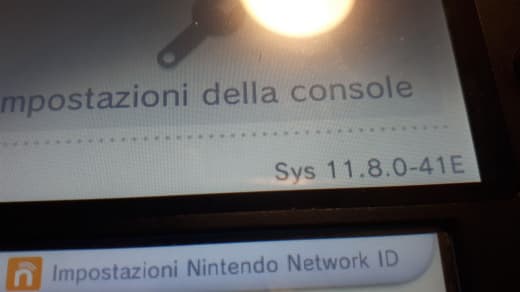 mpostazioni della console
Sys 11.8.0-41E
Impostazioni Nintendo Network ID